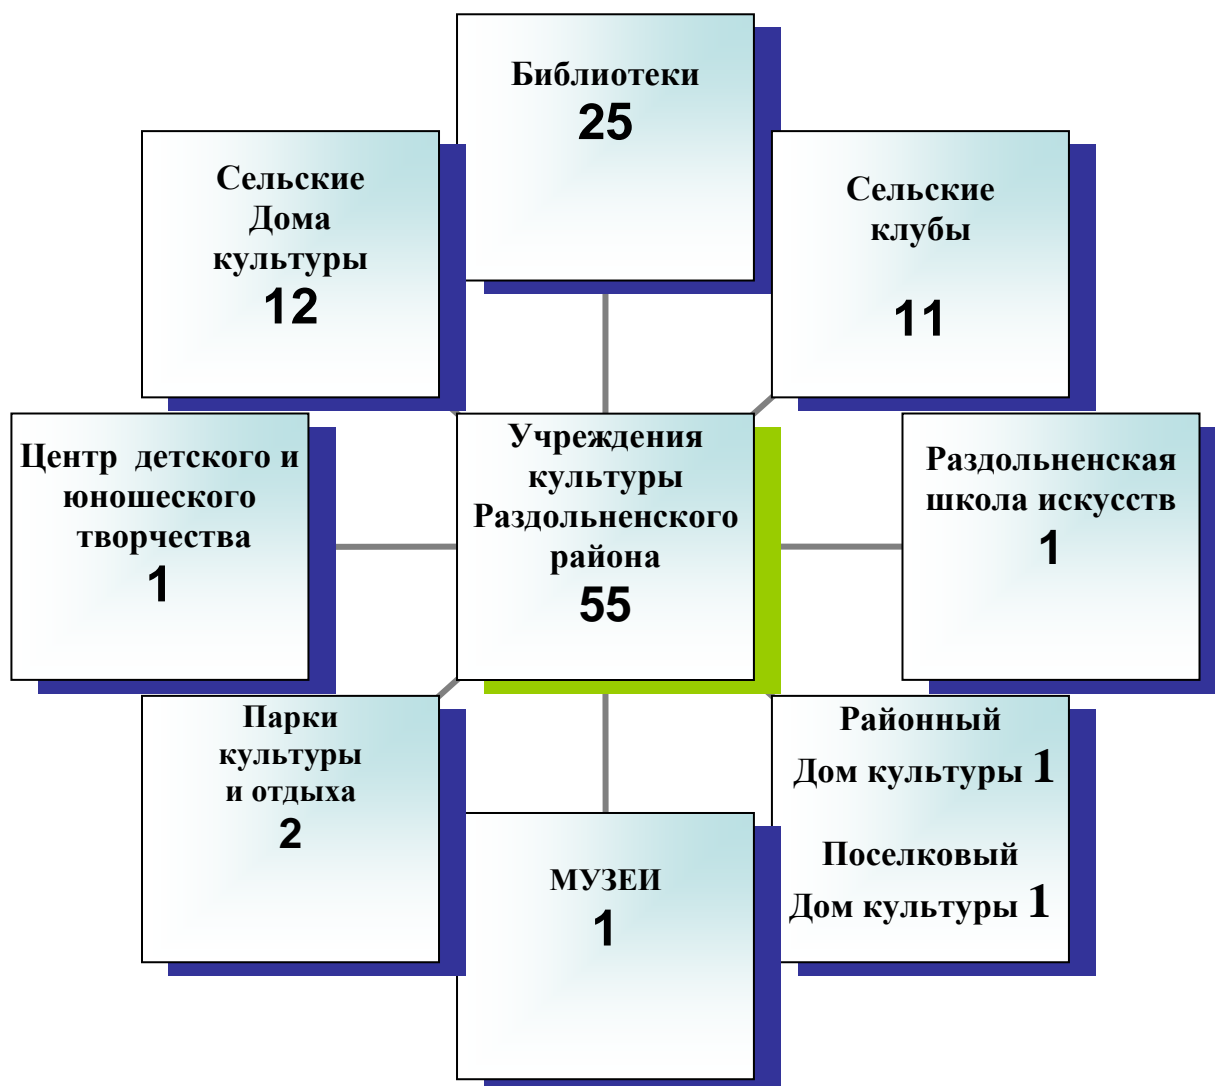 Библиотеки
25
Сельские
Дома
культуры
12
Сельские
клубы
11
Центр детского и
юношеского
творчества
1
Учреждения
культуры
Раздольненского
района
55
Раздольненская
школа искусств
1
Парки
культуры
и отдыха
2
МУЗЕИ
1
Районный
Дом культуры 1
Поселковый
Дом культуры 1